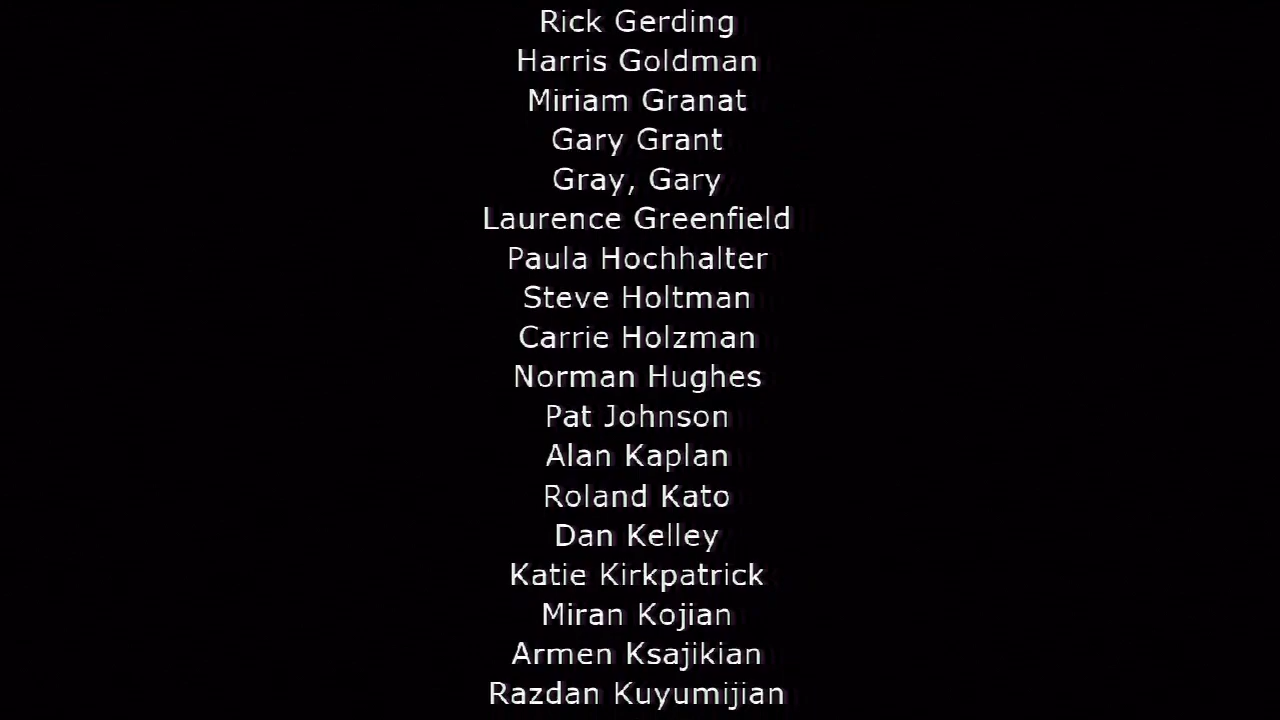 Rick Gerding
Harris Goldman
Miriam Granat
Gary Grant
Gray, Gary
Laurence Greenfield
Paula Hochhalter
Steve Holtman
Carrie Holzman
Norman Hughes
Pat Johnson
Alan Kaplan
Roland Kato
Dan Kelley
Katie Kirkpatrick
Miran Kojian
Armen Ksajikian
Razdan Kuyumijian